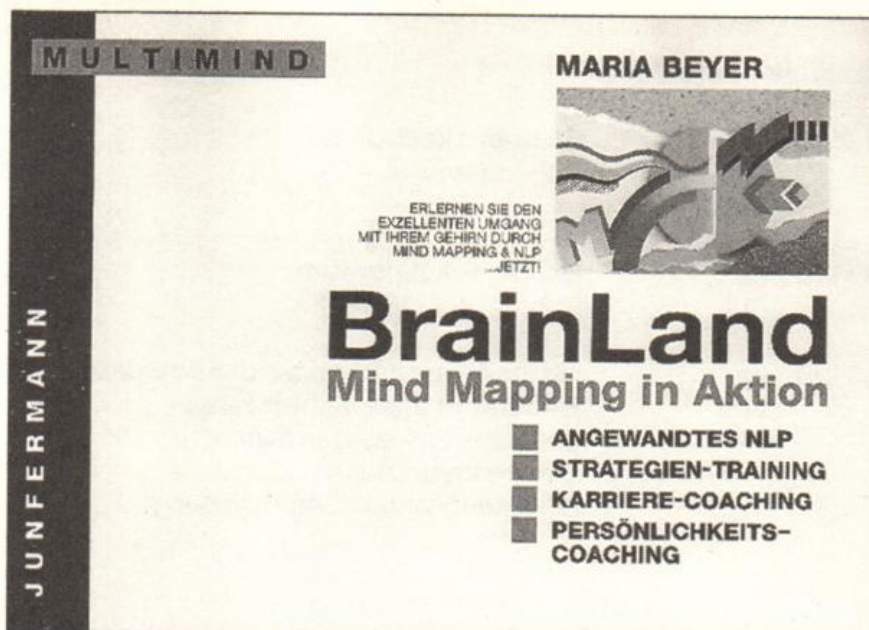 MULTIMIND
MARIA BEYER
ERLERNEN SIE DEN
EXZELLENTEN UMGANG
MIT IHREM GEHIRN DURCH
MIND MAPPING & NLP
...JETZT!
BrainLand
Mind Mapping in Aktion
ANGEWANDTES NLP
STRATEGIEN-TRAINING
KARRIERE-COACHING
PERSÖNLICHKEITS-
COACHING
JUNFERMANN